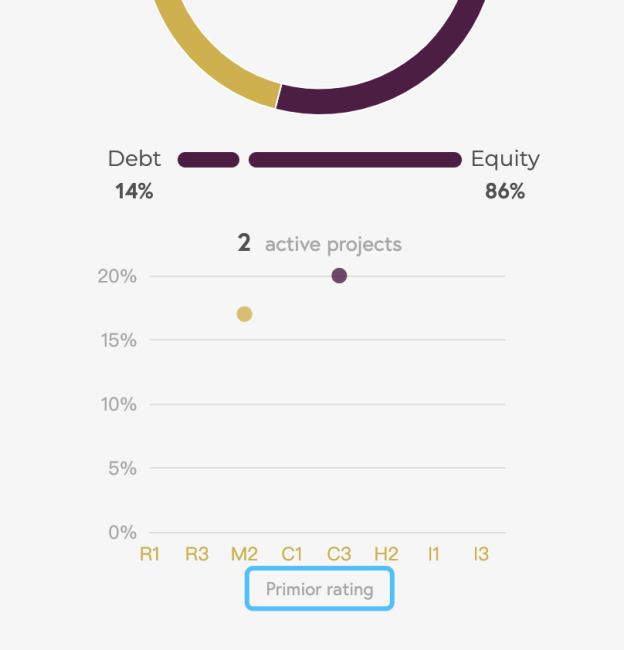 Debt Equity
14% 86%
2 active projects
20%
15%
10%
5%
0%
R1 R3 M2 C1 C3 H2 I1 I3
Primior rating